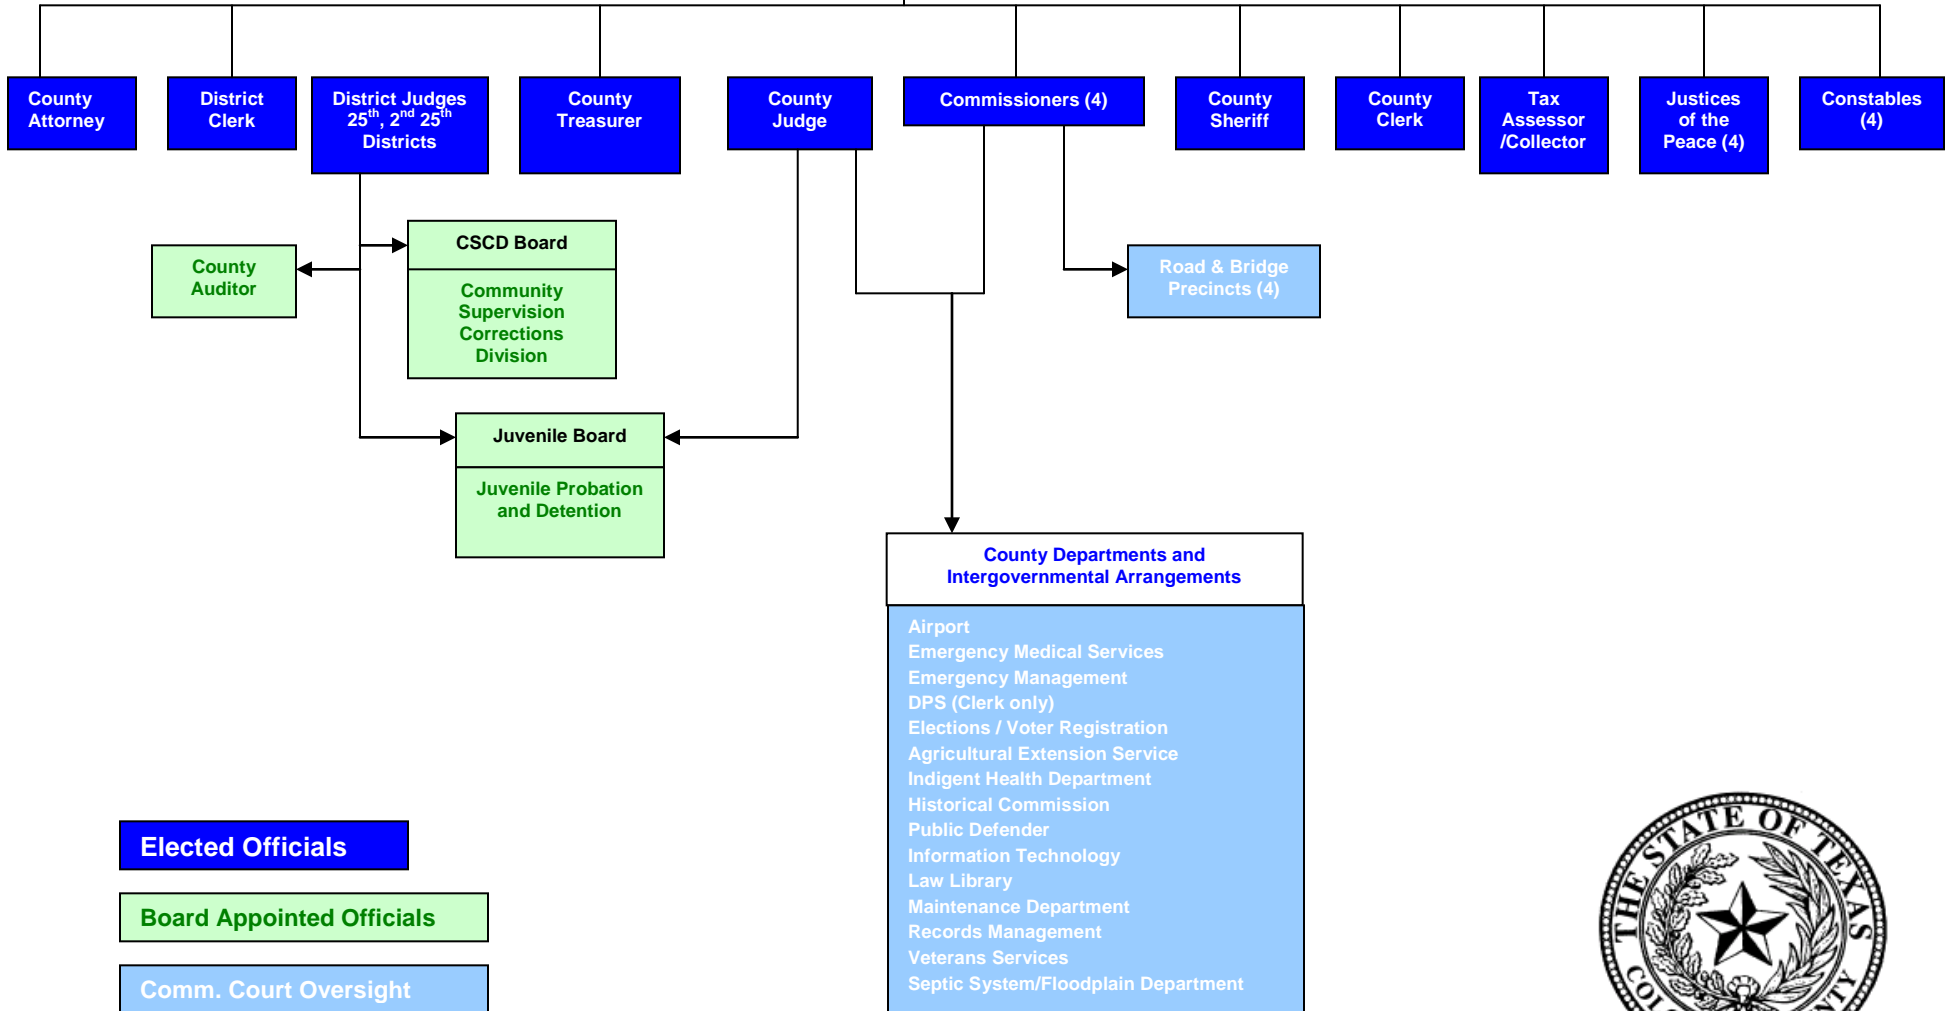 County
Attorney
District
Clerk
District Judges
25th, 2nd 25th
Districts
County
Treasurer
County
Judge
Commissioners (4)
County
Sheriff
County
Clerk
Tax
Assessor
/Collector
Justices
of the
Peace (4)
Constables
(4)
County
Auditor
CSCD Board
Community
Supervision
Corrections
Division
Road & Bridge
Precincts (4)
Juvenile Board
Juvenile Probation
and Detention
County Departments and
Intergovernmental Arrangements
Airport
Emergency Medical Services
Emergency Management
DPS (Clerk only)
Elections / Voter Registration
Agricultural Extension Service
Indigent Health Department
Historical Commission
Public Defender
Information Technology
Law Library
Maintenance Department
Records Management
Veterans Services
Septic System/Floodplain Department
Elected Officials
Board Appointed Officials
Comm. Court Oversight
THE STATE OF TEXAS